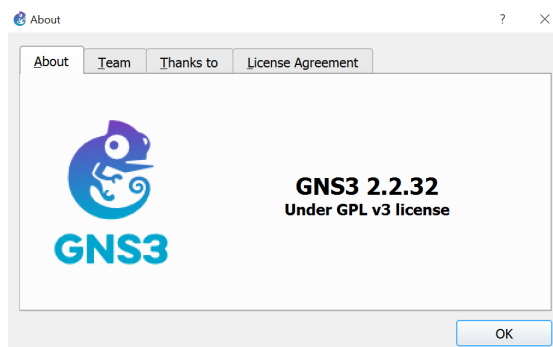 About
?
About
Team
Thanks to
License Agreement
GNS3
GNS3 2.2.32
Under GPL v3 license
OK